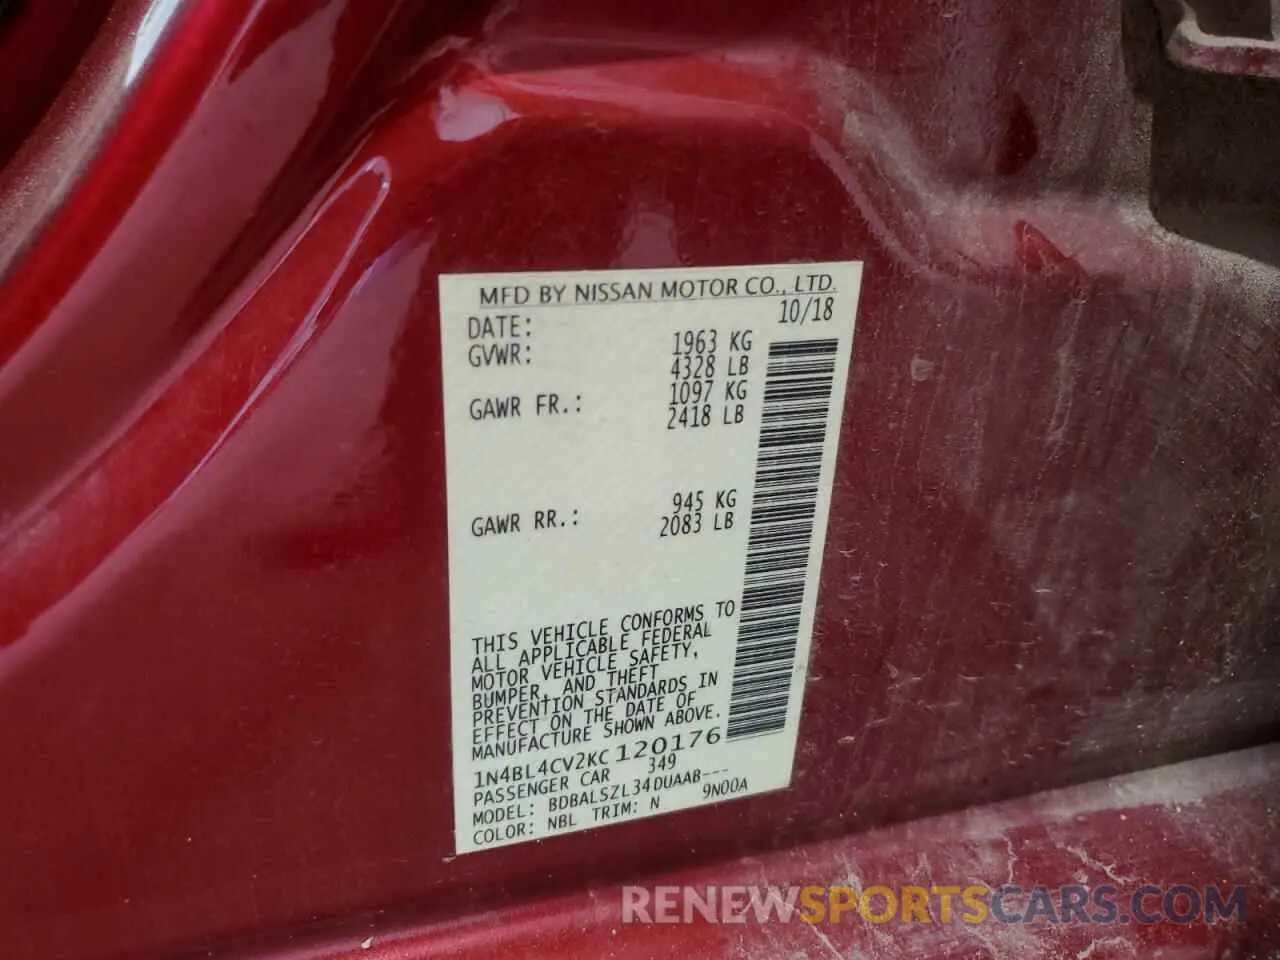 MFD BY NISSAN MOTOR CO., LTD.
DATE: 10/18
GVWR: 1963 KG
4328 LB
GAWR FR.: 1097 KG
2418 LB
GAWR RR.: 945 KG
2083 LB
THIS VEHICLE CONFORMS TO
ALL APPLICABLE FEDERAL
MOTOR VEHICLE SAFETY,
BUMPER, AND THEFT
PREVENTION STANDARDS IN
EFFECT ON THE DATE OF
MANUFACTURE SHOWN ABOVE.
1N4BL4CV2KC120176
PASSENGER CAR 349
MODEL: BDBALSZL34DUAAB---
COLOR: NBL TRIM: N 9N00A
RENEWSPORTSCARS.COM